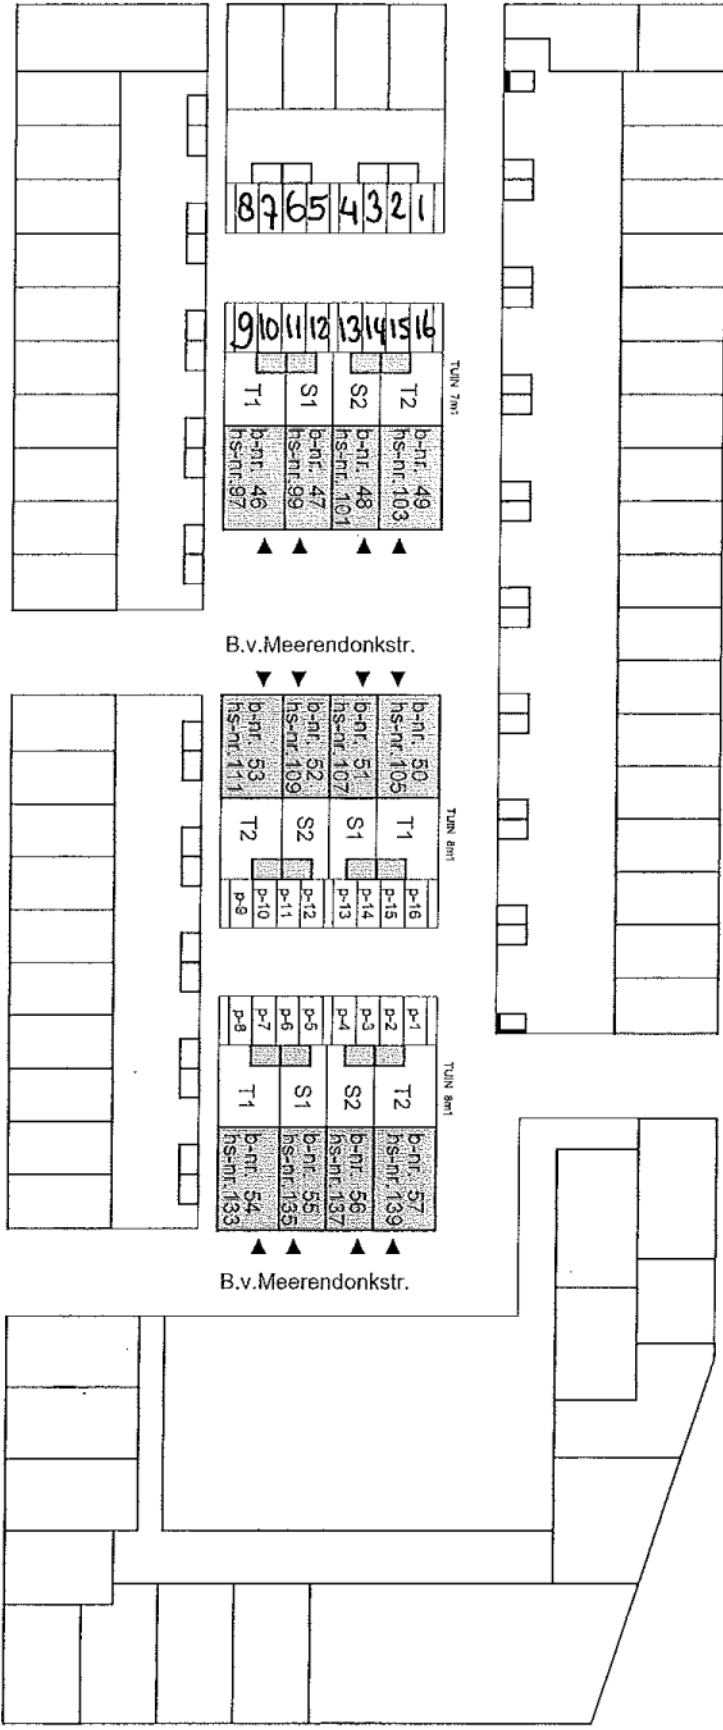 8 7 6 5 4 3 2 1
9 10 11 12 13 14 15 16
TUIN 7m1
T1 S1 S2 T2
b-nr. 46
hs-nr. 97
b-nr. 47
hs-nr. 99
b-nr. 48
hs-nr. 101
b-nr. 49
hs-nr. 103
B.v.Meerendonkstr.
b-nr. 53
hs-nr. 111
b-nr. 52
hs-nr. 109
b-nr. 51
hs-nr. 107
b-nr. 50
hs-nr. 105
TUIN 8m1
T2 S2 S1 T1
p-9 p-10 p-11 p-12 p-13 p-14 p-15 p-16
p-8 p-7 p-6 p-5 p-4 p-3 p-2 p-1
TUIN 8m1
T1 S1 S2 T2
b-nr. 54
hs-nr. 133
b-nr. 55
hs-nr. 135
b-nr. 56
hs-nr. 137
b-nr. 57
hs-nr. 139
B.v.Meerendonkstr.